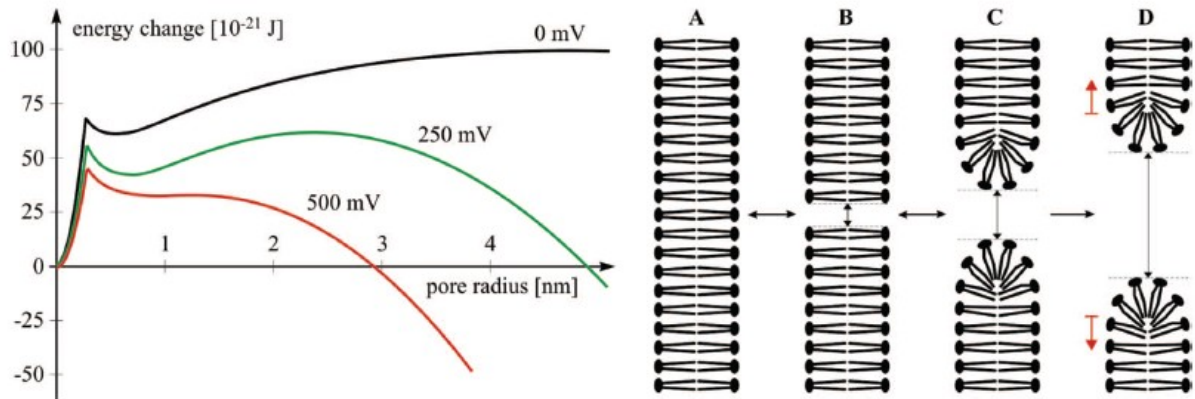 energy change [10⁻²¹ J]
0 mV
100
75
250 mV
50
500 mV
25
1 2 3 4
0
pore radius [nm]
-25
-50
A B C D